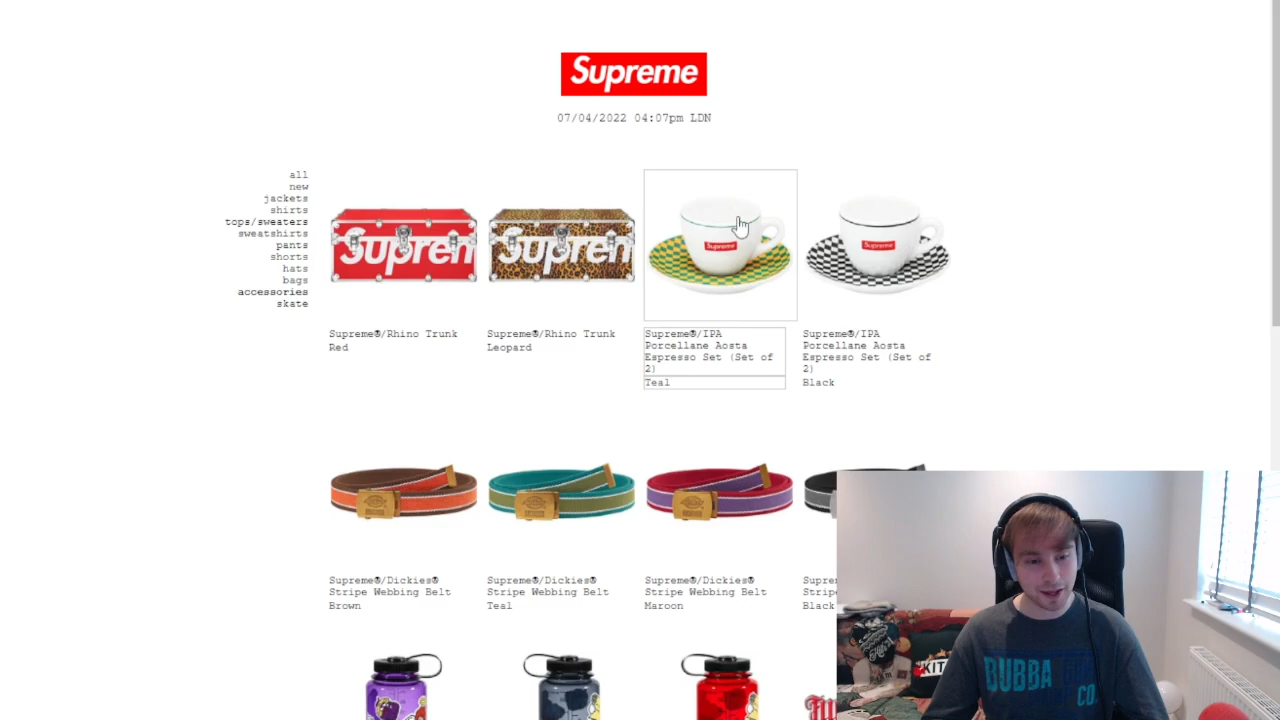 Supreme
07/04/2022 04:07pm LDN
all
new
jackets
shirts
tops/sweaters
sweatshirts
pants
shorts
hats
bags
accessories
skate
Supreme
Supreme
Supreme®/Rhino Trunk
Red
Supreme®/Rhino Trunk
Leopard
Supreme®/IPA
Porcellane Aosta
Espresso Set (Set of
2)
Teal
Supreme®/IPA
Porcellane Aosta
Espresso Set (Set of
2)
Black
Supreme®/Dickies®
Stripe Webbing Belt
Brown
Supreme®/Dickies®
Stripe Webbing Belt
Teal
Supreme®/Dickies®
Stripe Webbing Belt
Maroon
Black
KIT
BUBBA
CO.